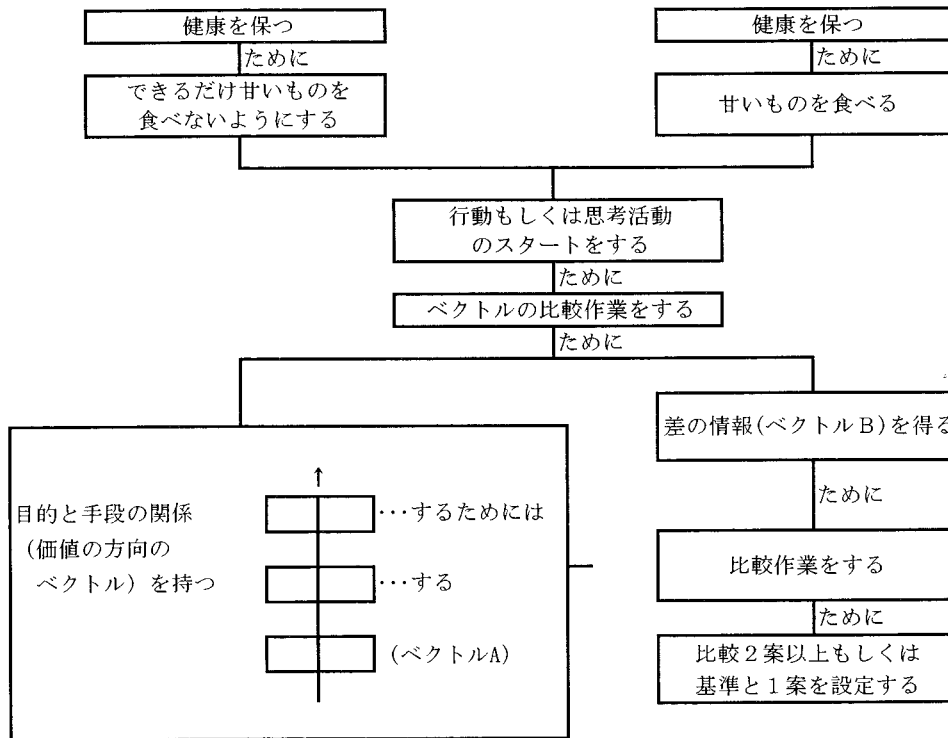 健康を保つ
ために
できるだけ甘いものを
食べないようにする
健康を保つ
ために
甘いものを食べる
行動もしくは思考活動
のスタートをする
ために
ベクトルの比較作業をする
ために
目的と手段の関係
(価値の方向の
ベクトル)を持つ
↑
…するためには
…する
(ベクトルA)
差の情報(ベクトルB)を得る
ために
比較作業をする
ために
比較2案以上もしくは
基準と1案を設定する